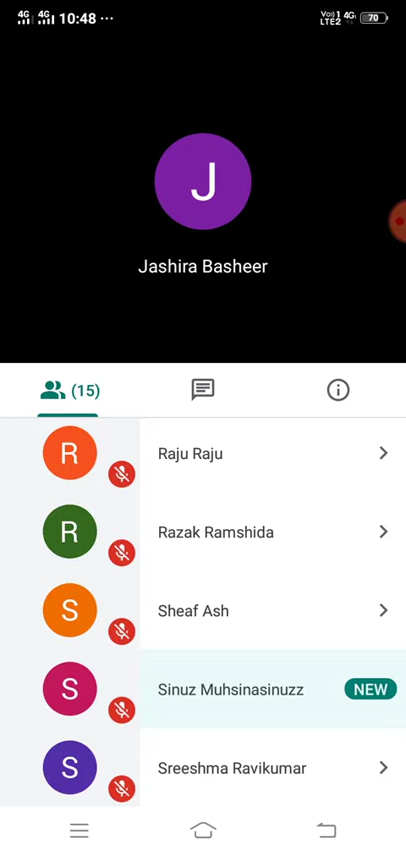 4G 4G 10:48 ... Vo)) 1 4G 70
LTE2
J
Jashira Basheer
(15)
R Raju Raju
R Razak Ramshida
S Sheaf Ash
S Sinuz Muhsinasinuzz NEW
S Sreeshma Ravikumar